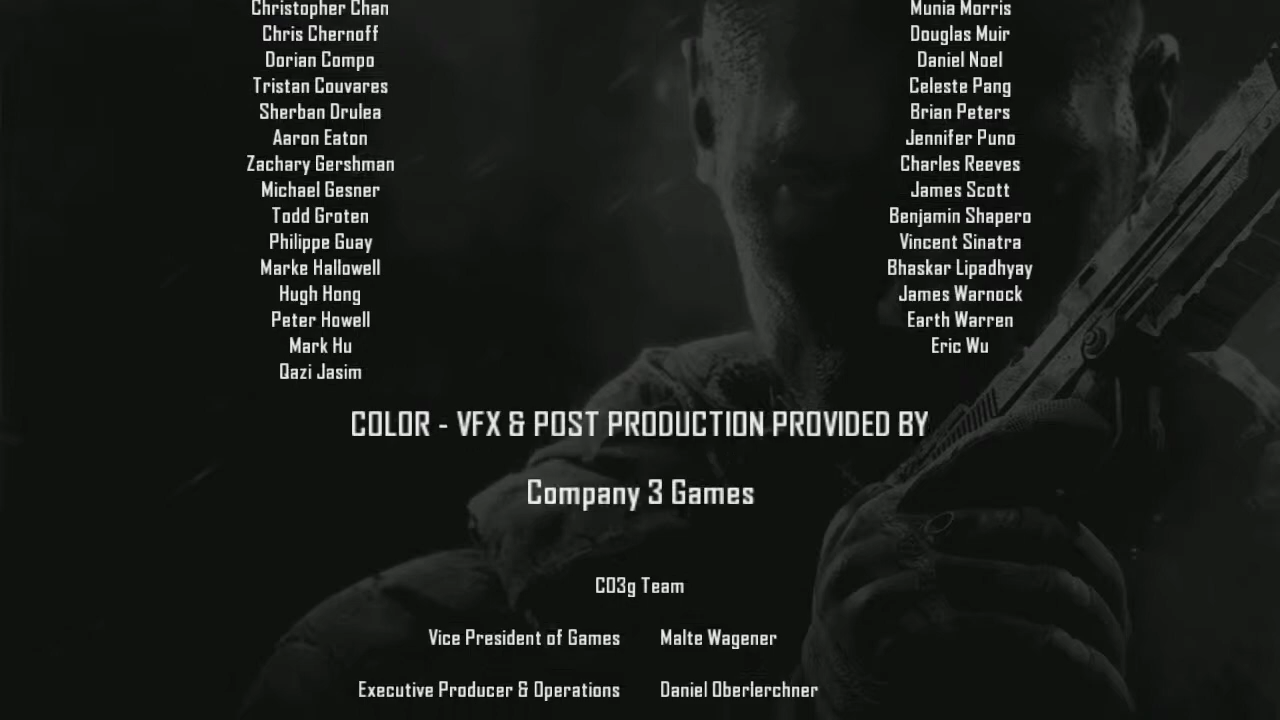 Christopher Chan
Chris Chernoff
Dorian Compo
Tristan Couvares
Sherban Drulea
Aaron Eaton
Zachary Gershman
Michael Gesner
Todd Groten
Philippe Guay
Marke Hallowell
Hugh Hong
Peter Howell
Mark Hu
Qazi Jasim
Munia Morris
Douglas Muir
Daniel Noel
Celeste Pang
Brian Peters
Jennifer Puno
Charles Reeves
James Scott
Benjamin Shapero
Vincent Sinatra
Bhaskar Lipadhyay
James Warnock
Earth Warren
Eric Wu
COLOR - VFX & POST PRODUCTION PROVIDED BY
Company 3 Games
CO3g Team
Vice President of Games Malte Wagener
Executive Producer & Operations Daniel Oberlerchner